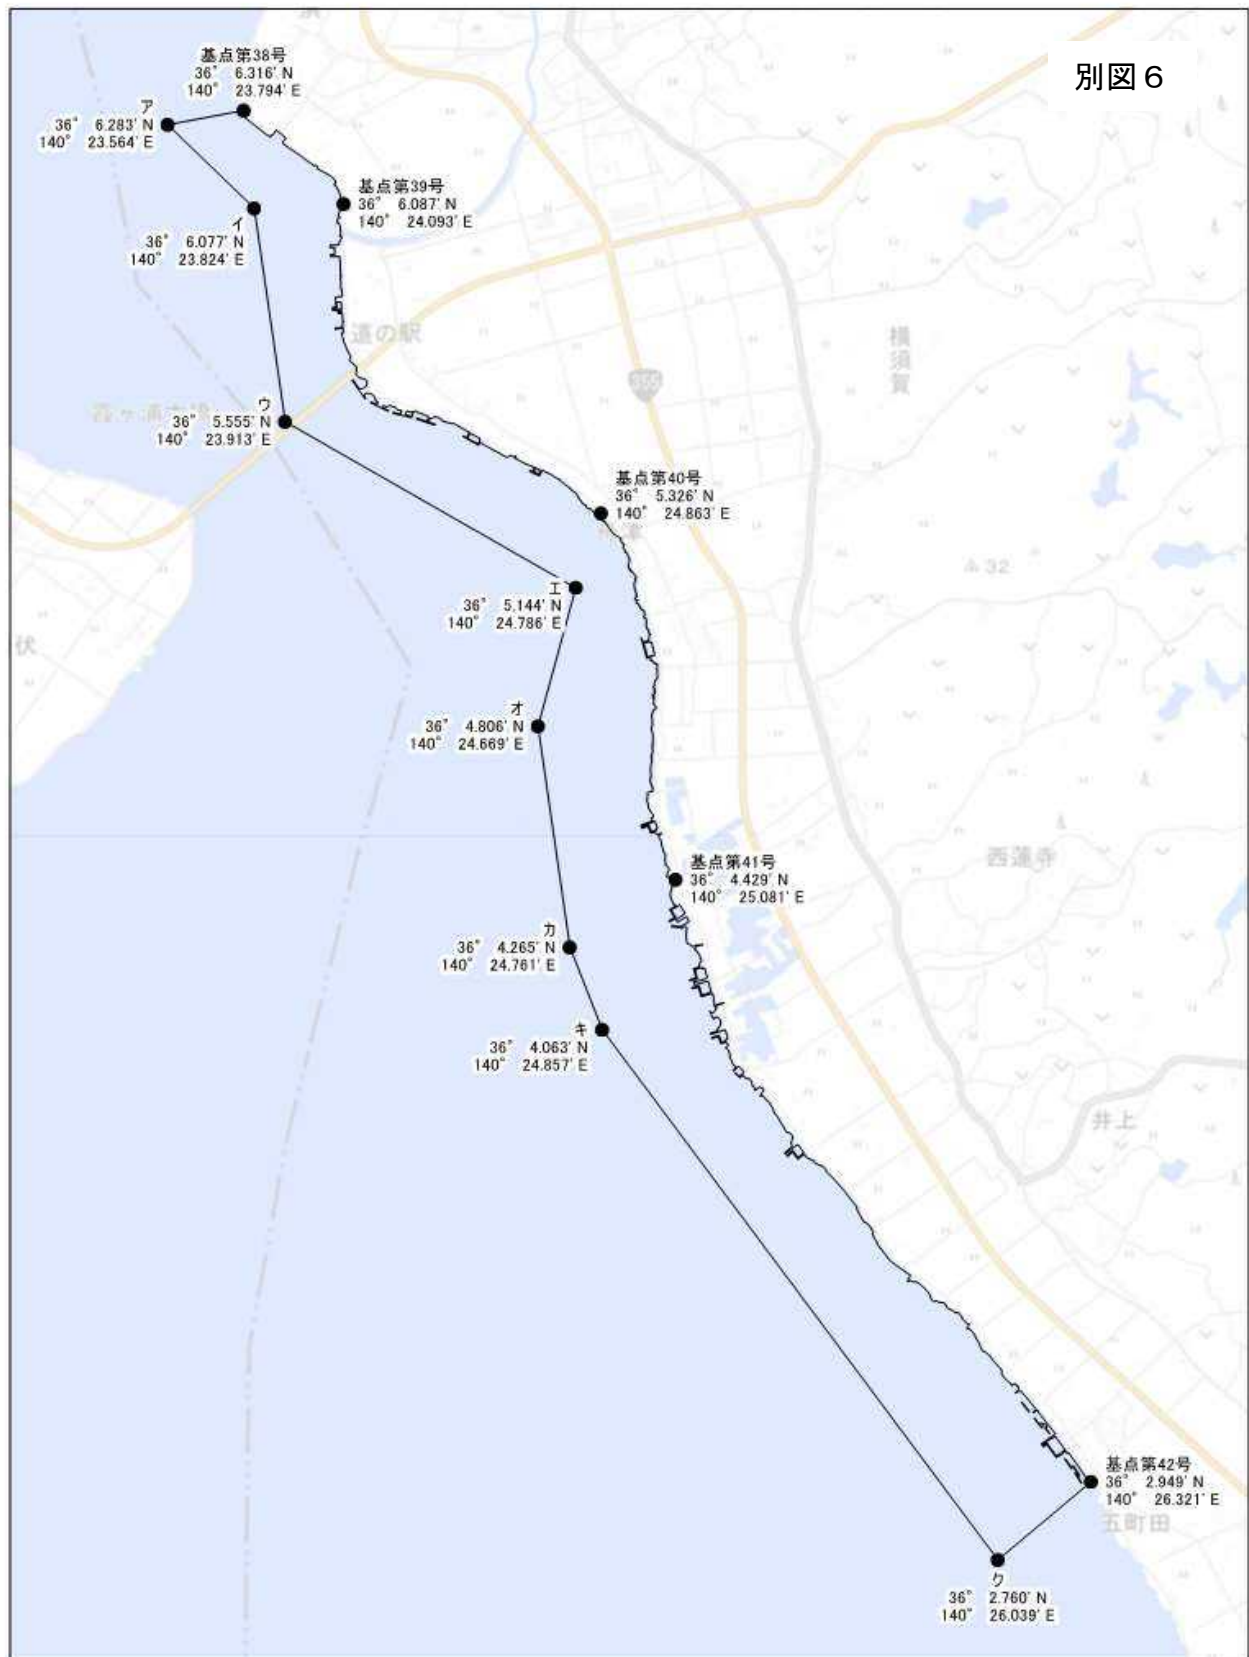 別図６
基点第38号
36° 6.316' N
140° 23.794' E
ア
36° 6.283' N
140° 23.564' E
基点第39号
36° 6.087' N
140° 24.093' E
イ
36° 6.077' N
140° 23.824' E
道の駅
横須賀
355
ウ
36° 5.555' N
140° 23.913' E
基点第40号
36° 5.326' N
140° 24.863' E
32
エ
36° 5.144' N
140° 24.786' E
伏
オ
36° 4.806' N
140° 24.669' E
西蓮寺
基点第41号
36° 4.429' N
140° 25.081' E
カ
36° 4.265' N
140° 24.761' E
キ
36° 4.063' N
140° 24.857' E
井上
基点第42号
36° 2.949' N
140° 26.321' E
五町田
ク
36° 2.760' N
140° 26.039' E